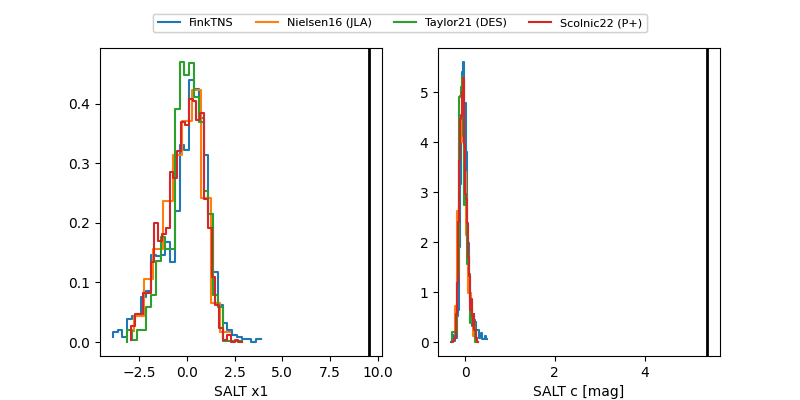 FinkTNS Nielsen16 (JLA) Taylor21 (DES) Scolnic22 (P+)
0.4
0.3
0.2
0.1
0.0
−2.5 0.0 2.5 5.0 7.5 10.0
SALT x1
5
4
3
2
1
0
0 2 4
SALT c [mag]